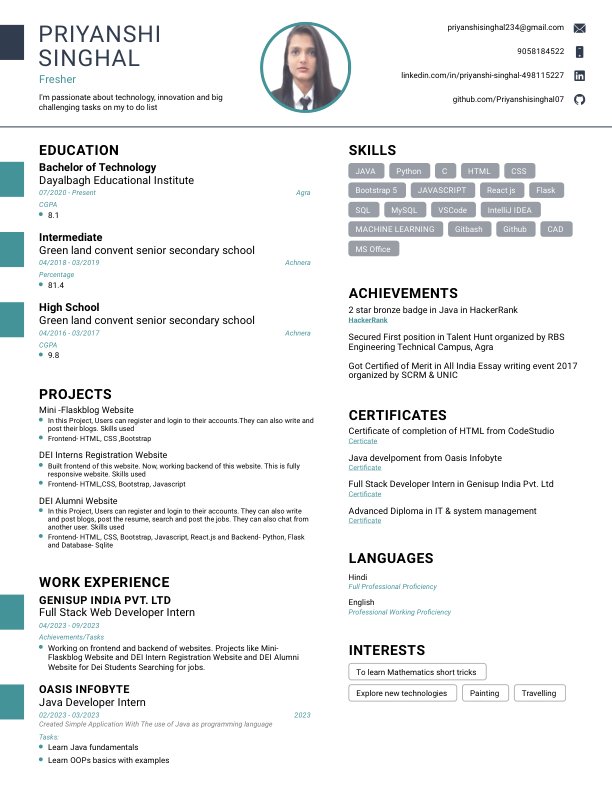 PRIYANSHI
SINGHAL
Fresher
I'm passionate about technology, innovation and big
challenging tasks on my to do list
priyanshisinghal234@gmail.com
9058184522
linkedin.com/in/priyanshi-singhal-498115227
github.com/Priyanshisinghal07
EDUCATION
Bachelor of Technology
Dayalbagh Educational Institute
07/2020 - Present Agra
CGPA
8.1
Intermediate
Green land convent senior secondary school
04/2018 - 03/2019 Achnera
Percentage
81.4
High School
Green land convent senior secondary school
04/2016 - 03/2017 Achnera
CGPA
9.8
PROJECTS
Mini -Flaskblog Website
In this Project, Users can register and login to their accounts.They can also write and
post their blogs. Skills used
Frontend- HTML, CSS ,Bootstrap
DEI Interns Registration Website
Built frontend of this website. Now, working backend of this website. This is fully
responsive website. Skills used
Frontend- HTML,CSS, Bootstrap, Javascript
DEI Alumni Website
In this Project, Users can register and login to their accounts. They can also write
and post blogs, post the resume, search and post the jobs. They can also chat from
another user. Skills used
Frontend- HTML, CSS, Bootstrap, Javascript, React.js and Backend- Python, Flask
and Database- Sqlite
WORK EXPERIENCE
GENISUP INDIA PVT. LTD
Full Stack Web Developer Intern
04/2023 - 09/2023
Achievements/Tasks
Working on frontend and backend of websites. Projects like Mini-
Flaskblog Website and DEI Intern Registration Website and DEI Alumni
Website for Dei Students Searching for jobs.
OASIS INFOBYTE
Java Developer Intern
02/2023 - 03/2023 2023
Created Simple Application With The use of Java as programming language
Tasks:
Learn Java fundamentals
Learn OOPs basics with examples
SKILLS
JAVA Python C HTML CSS
Bootstrap 5 JAVASCRIPT React js Flask
SQL MySQL VSCode IntelliJ IDEA
MACHINE LEARNING Gitbash Github CAD
MS Office
ACHIEVEMENTS
2 star bronze badge in Java in HackerRank
HackerRank
Secured First position in Talent Hunt organized by RBS
Engineering Technical Campus, Agra
Got Certified of Merit in All India Essay writing event 2017
organized by SCRM & UNIC
CERTIFICATES
Certificate of completion of HTML from CodeStudio
Certicate
Java develpoment from Oasis Infobyte
Certificate
Full Stack Developer Intern in Genisup India Pvt. Ltd
Certificate
Advanced Diploma in IT & system management
Certificate
LANGUAGES
Hindi
Full Professional Proficiency
English
Professional Working Proficiency
INTERESTS
To learn Mathematics short tricks
Explore new technologies Painting Travelling